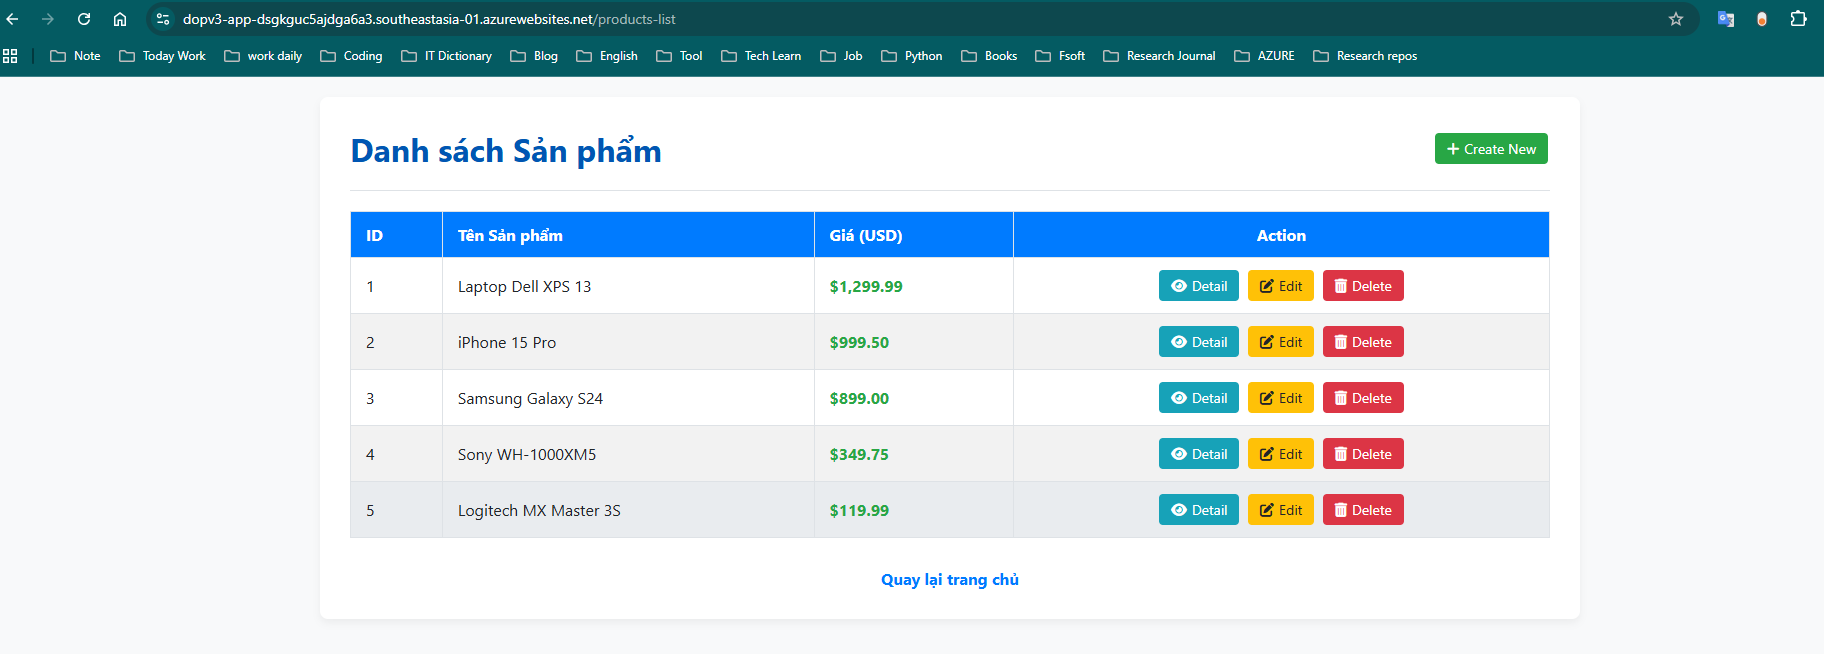 dopv3-app-dsgkguc5ajdga6a3.southeastasia-01.azurewebsites.net/products-list
Note Today Work work daily Coding IT Dictionary Blog English Tool Tech Learn Job Python Books Fsoft Research Journal AZURE Research repos
Danh sách Sản phẩm
+ Create New
ID Tên Sản phẩm Giá (USD) Action
1 Laptop Dell XPS 13 $1,299.99 Detail Edit Delete
2 iPhone 15 Pro $999.50 Detail Edit Delete
3 Samsung Galaxy S24 $899.00 Detail Edit Delete
4 Sony WH-1000XM5 $349.75 Detail Edit Delete
5 Logitech MX Master 3S $119.99 Detail Edit Delete
Quay lại trang chủ